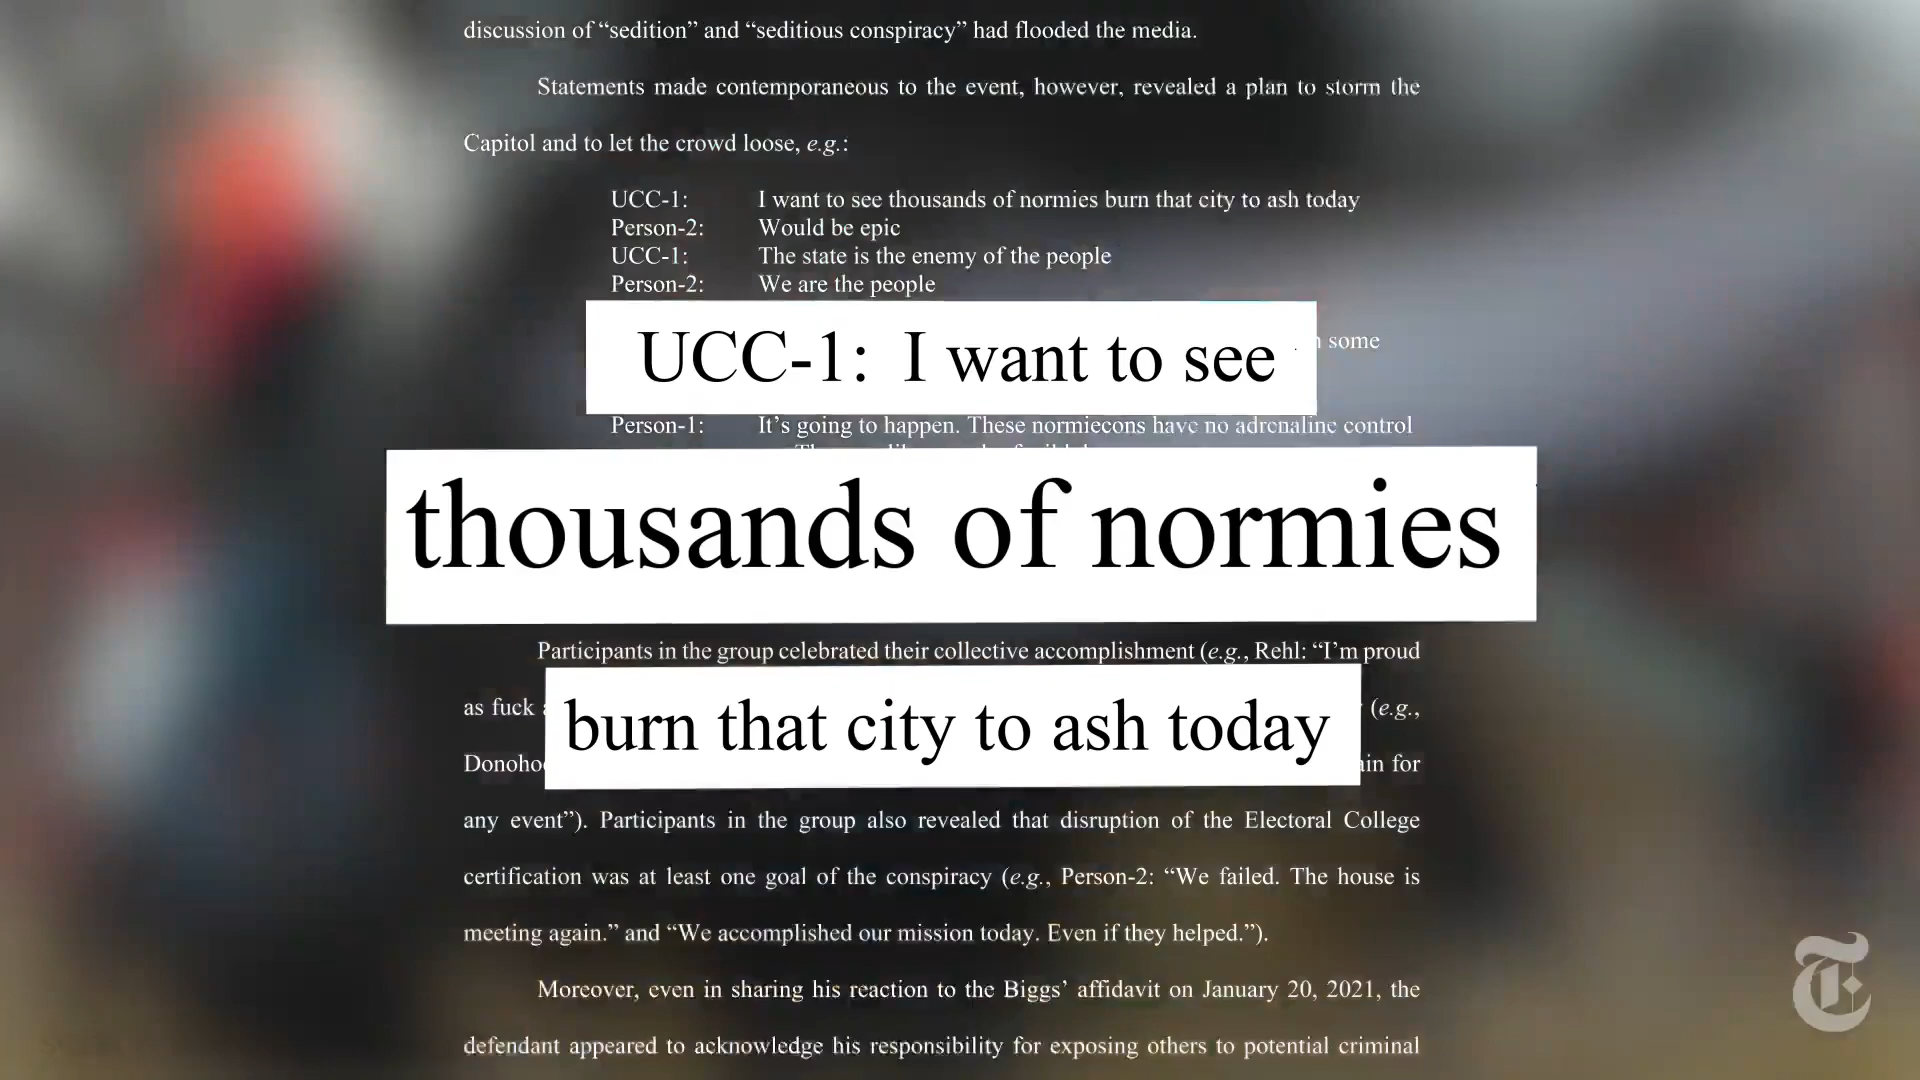 discussion of “sedition” and “seditious conspiracy” had flooded the media.
Statements made contemporaneous to the event, however, revealed a plan to storm the
Capitol and to let the crowd loose, e.g.:
UCC-1: I want to see thousands of normies burn that city to ash today
Person-2: Would be epic
UCC-1: The state is the enemy of the people
Person-2: We are the people
some
UCC-1: I want to see
Person-1: It’s going to happen. These normiecons have no adrenaline control
thousands of normies
Participants in the group celebrated their collective accomplishment (e.g., Rehl: “I’m proud
as fuck (e.g.,
burn that city to ash today
for
any event”). Participants in the group also revealed that disruption of the Electoral College
certification was at least one goal of the conspiracy (e.g., Person-2: “We failed. The house is
meeting again.” and “We accomplished our mission today. Even if they helped.”).
Moreover, even in sharing his reaction to the Biggs’ affidavit on January 20, 2021, the
defendant appeared to acknowledge his responsibility for exposing others to potential criminal
T